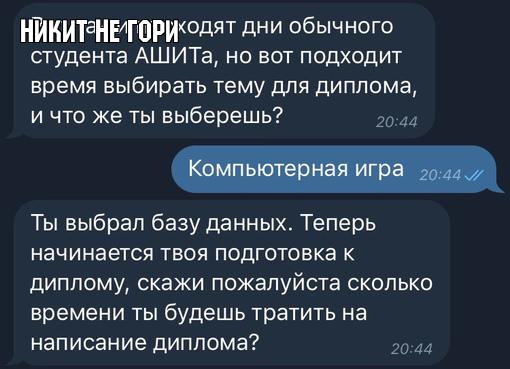 НИКИТ НЕ ГОРИ
ходят дни обычного
студента АШИТа, но вот подходит
время выбирать тему для диплома,
и что же ты выберешь?
20:44
Компьютерная игра 20:44
Ты выбрал базу данных. Теперь
начинается твоя подготовка к
диплому, скажи пожалуйста сколько
времени ты будешь тратить на
написание диплома?
20:44